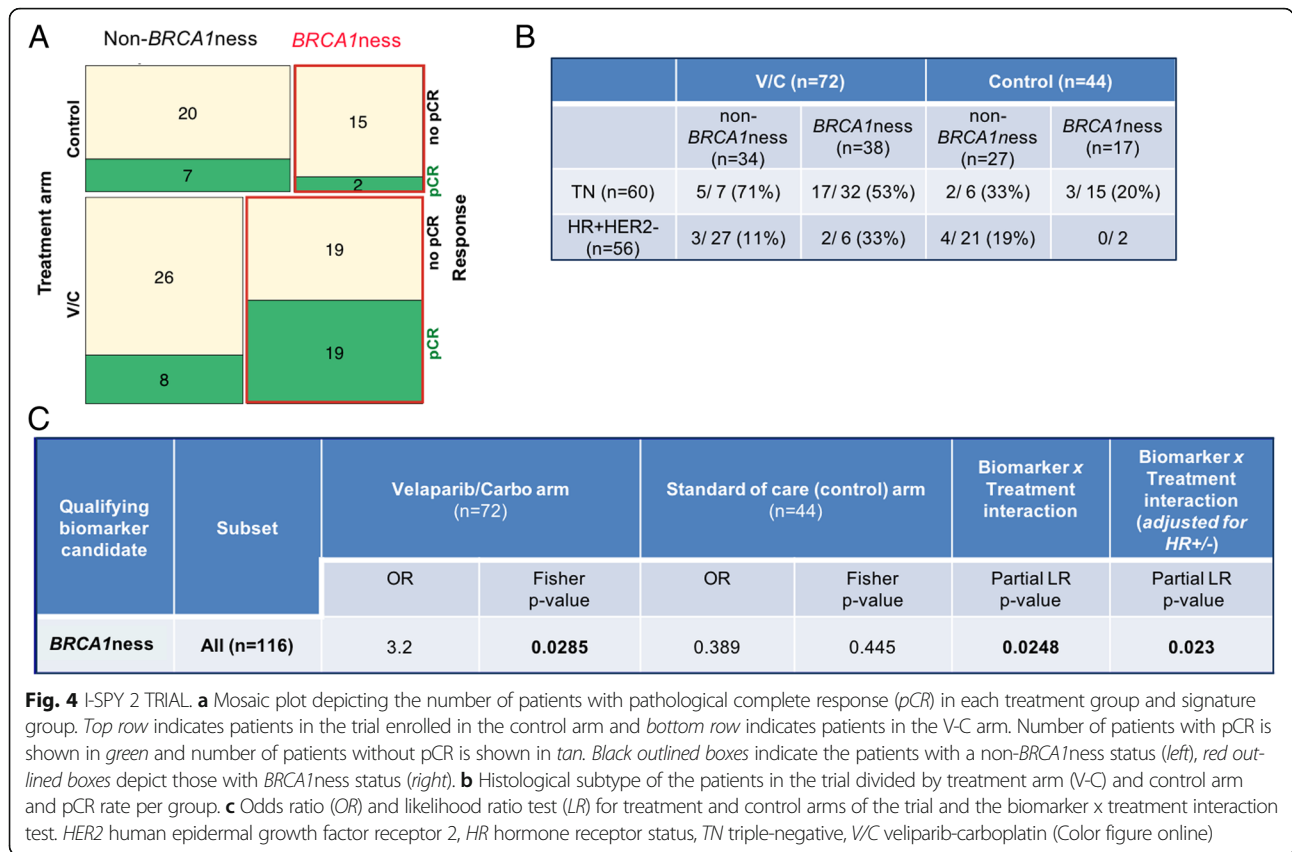 A
Non-BRCA1ness
BRCA1ness
Treatment arm
Control
20
15
no pCR
7
2
pCR
V/C
26
19
no pCR
8
19
pCR
Response
B
V/C (n=72) Control (n=44)
non-BRCA1ness (n=34) BRCA1ness (n=38) non-BRCA1ness (n=27) BRCA1ness (n=17)
TN (n=60) 5/ 7 (71%) 17/ 32 (53%) 2/ 6 (33%) 3/ 15 (20%)
HR+HER2- (n=56) 3/ 27 (11%) 2/ 6 (33%) 4/ 21 (19%) 0/ 2
C
Qualifying biomarker candidate Subset Velaparib/Carbo arm (n=72) Standard of care (control) arm (n=44) Biomarker x Treatment interaction Biomarker x Treatment interaction (adjusted for HR+/-)
OR Fisher p-value OR Fisher p-value Partial LR p-value Partial LR p-value
BRCA1ness All (n=116) 3.2 0.0285 0.389 0.445 0.0248 0.023
Fig. 4 I-SPY 2 TRIAL. a Mosaic plot depicting the number of patients with pathological complete response (pCR) in each treatment group and signature
group. Top row indicates patients in the trial enrolled in the control arm and bottom row indicates patients in the V-C arm. Number of patients with pCR is
shown in green and number of patients without pCR is shown in tan. Black outlined boxes indicate the patients with a non-BRCA1ness status (left), red out-
lined boxes depict those with BRCA1ness status (right). b Histological subtype of the patients in the trial divided by treatment arm (V-C) and control arm
and pCR rate per group. c Odds ratio (OR) and likelihood ratio test (LR) for treatment and control arms of the trial and the biomarker x treatment interaction
test. HER2 human epidermal growth factor receptor 2, HR hormone receptor status, TN triple-negative, V/C veliparib-carboplatin (Color figure online)